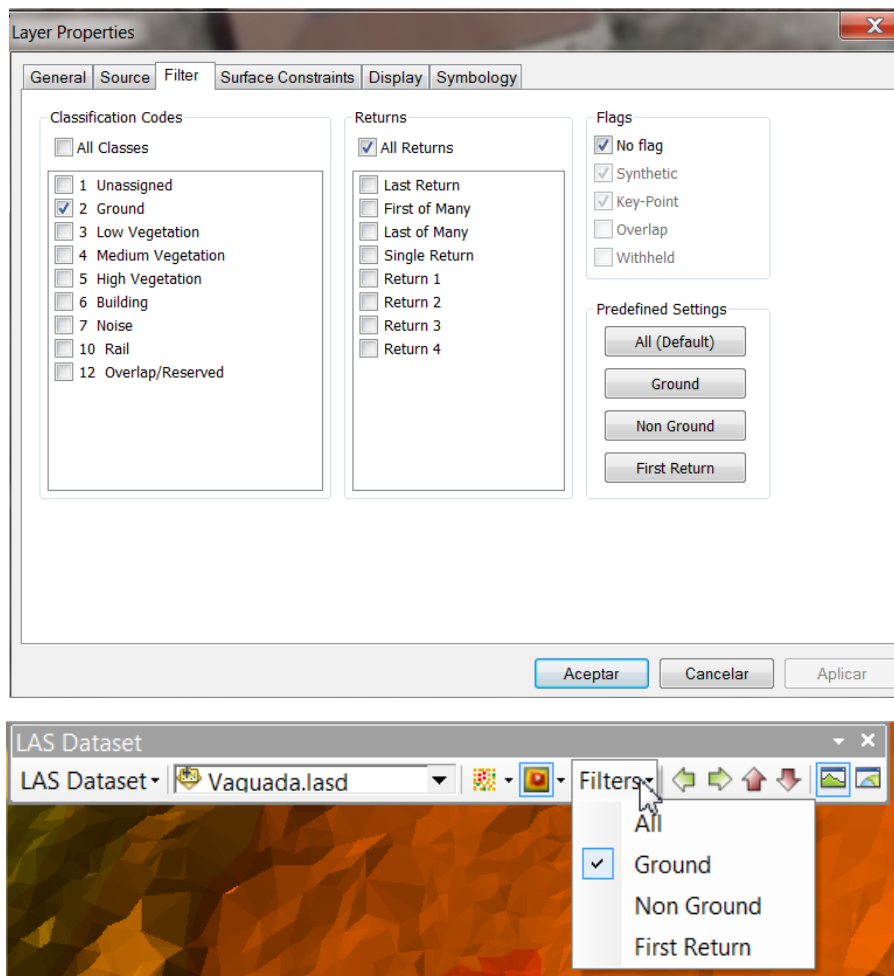 Layer Properties
General Source Filter Surface Constraints Display Symbology
Classification Codes
All Classes
1 Unassigned
2 Ground
3 Low Vegetation
4 Medium Vegetation
5 High Vegetation
6 Building
7 Noise
10 Rail
12 Overlap/Reserved
Returns
All Returns
Last Return
First of Many
Last of Many
Single Return
Return 1
Return 2
Return 3
Return 4
Flags
No flag
Synthetic
Key-Point
Overlap
Withheld
Predefined Settings
All (Default)
Ground
Non Ground
First Return
Aceptar Cancelar Aplicar
LAS Dataset
LAS Dataset Vaguada.lasd Filters
All
Ground
Non Ground
First Return